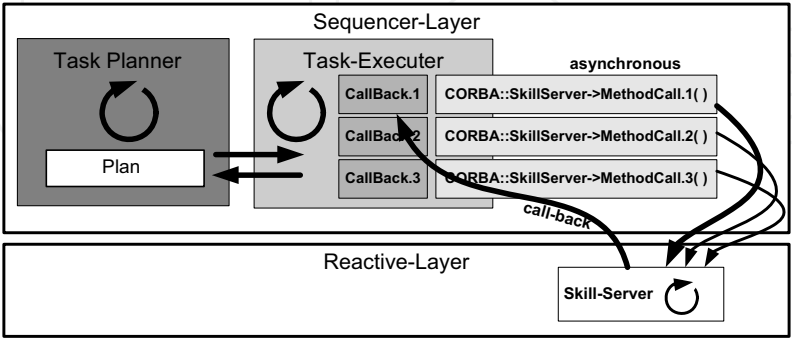 Sequencer-Layer
Task Planner
Task-Executer
asynchronous
CallBack.1
CORBA::SkillServer->MethodCall.1( )
CallBack.2
CORBA::SkillServer->MethodCall.2( )
Plan
CallBack.3
CORBA::SkillServer->MethodCall.3( )
call-back
Reactive-Layer
Skill-Server